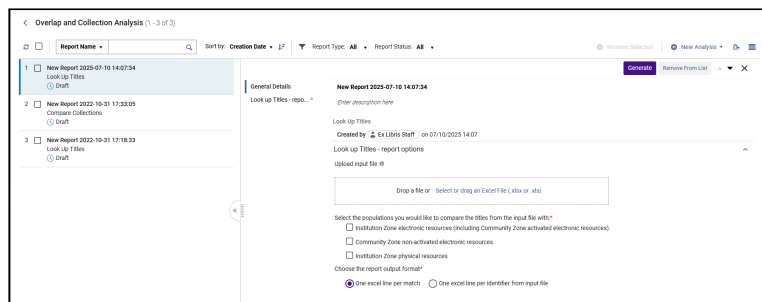 Overlap and Collection Analysis (1 - 3 of 3)
Report Name Sort by: Creation Date Report Type: All Report Status: All Remove Selected New Analysis
1 New Report 2025-07-10 14:07:34
Look Up Titles
Draft
2 New Report 2022-10-31 17:33:05
Compare Collections
Draft
3 New Report 2022-10-31 17:18:33
Look Up Titles
Draft
Generate Remove From List
General Details
Look up Titles - repo... *
New Report 2025-07-10 14:07:34
Enter description here
Look Up Titles
Created by Ex Libris Staff on 07/10/2025 14:07
Look up Titles - report options
Upload input file
Drop a file or Select or drag an Excel File (.xlsx or .xls)
Select the populations you would like to compare the titles from the input file with:*
Institution Zone electronic resources (including Community Zone activated electronic resources)
Community Zone non-activated electronic resources
Institution Zone physical resources
Choose the report output format*
One excel line per match One excel line per identifier from input file